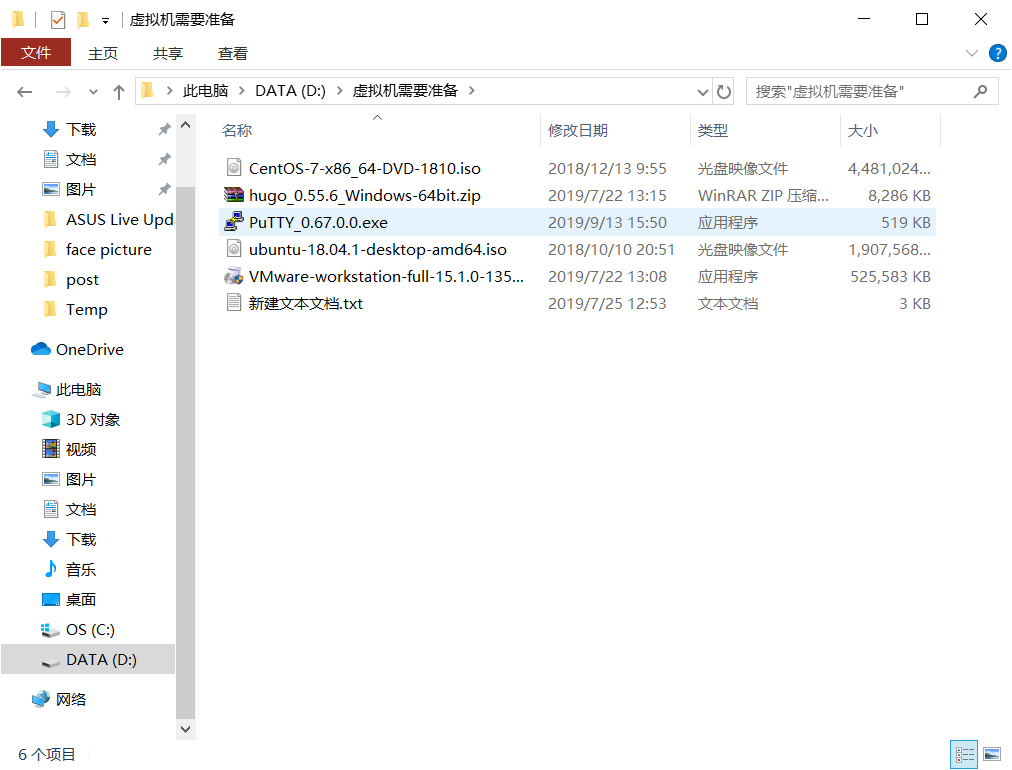 虚拟机需要准备
文件 主页 共享 查看
此电脑 DATA (D:) 虚拟机需要准备
搜索"虚拟机需要准备"
下载
文档
图片
ASUS Live Upd
face picture
post
Temp
OneDrive
此电脑
3D 对象
视频
图片
文档
下载
音乐
桌面
OS (C:)
DATA (D:)
网络
名称 修改日期 类型 大小
CentOS-7-x86_64-DVD-1810.iso 2018/12/13 9:55 光盘映像文件 4,481,024...
hugo_0.55.6_Windows-64bit.zip 2019/7/22 13:15 WinRAR ZIP 压缩... 8,286 KB
PuTTY_0.67.0.0.exe 2019/9/13 15:50 应用程序 519 KB
ubuntu-18.04.1-desktop-amd64.iso 2018/10/10 20:51 光盘映像文件 1,907,568...
VMware-workstation-full-15.1.0-135... 2019/7/22 13:08 应用程序 525,583 KB
新建文本文档.txt 2019/7/25 12:53 文本文档 3 KB
6 个项目